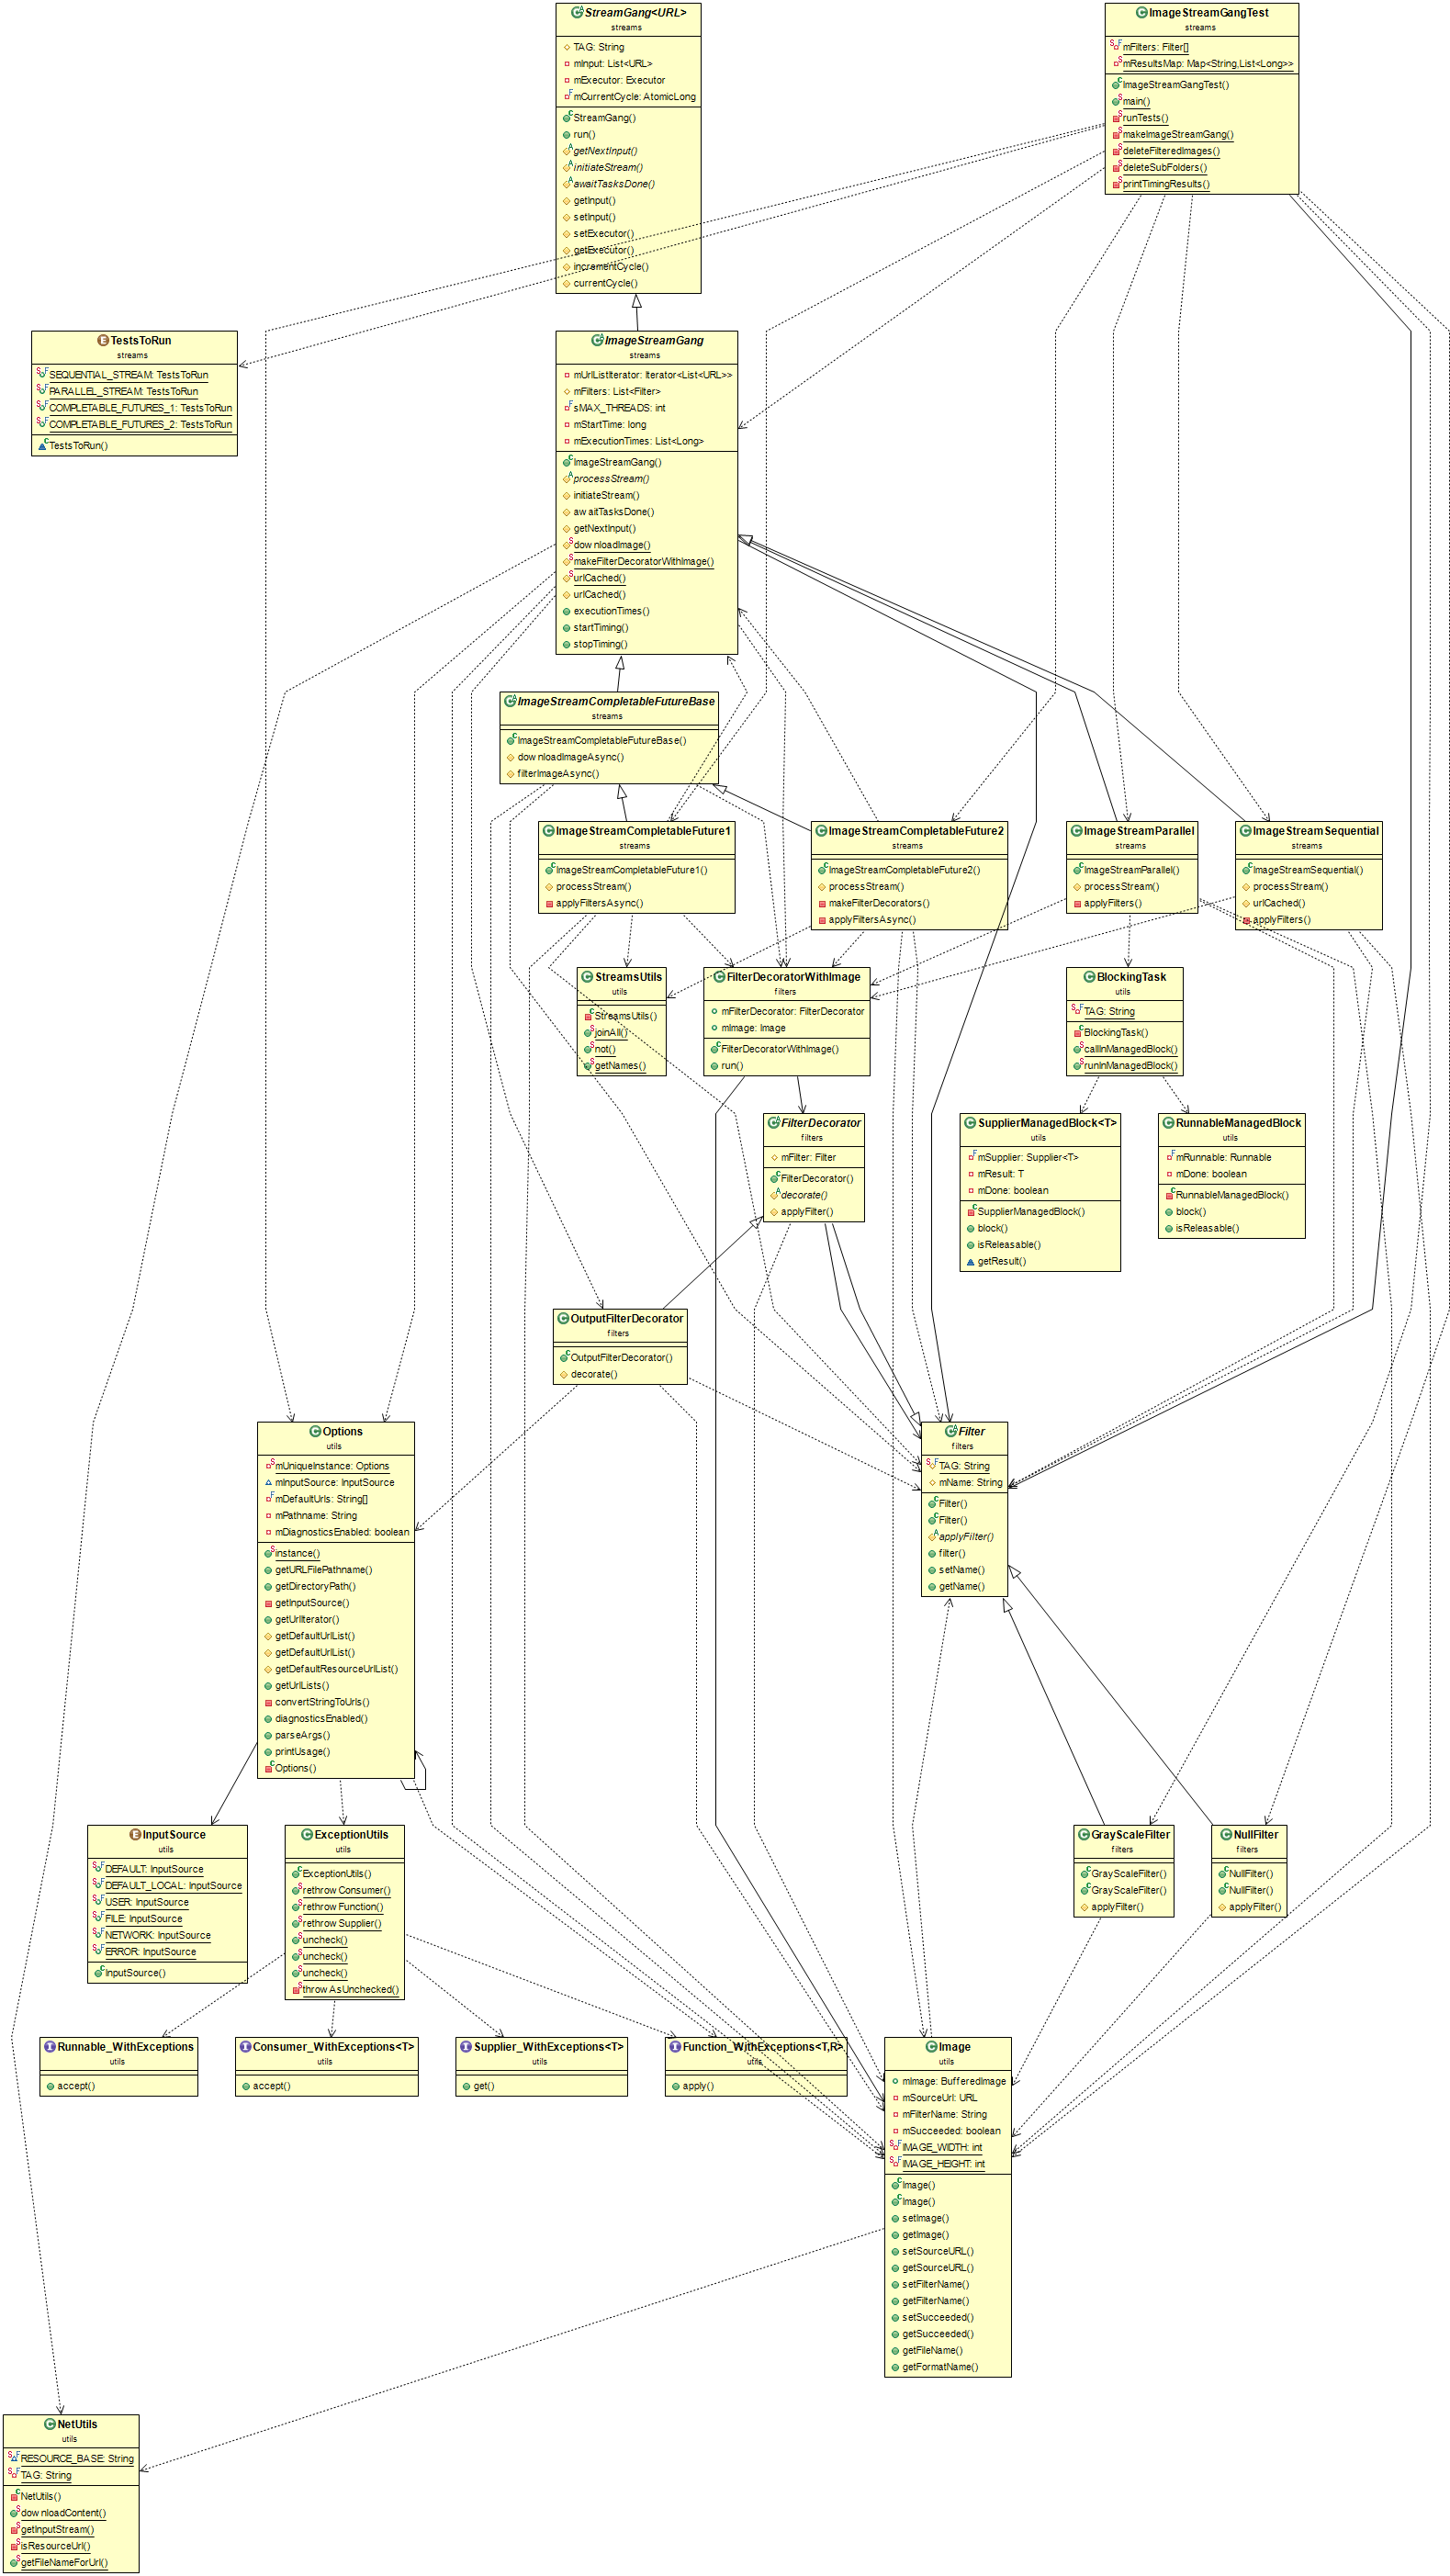 StreamGang<URL>
streams
TAG: String
mInput: List<URL>
mExecutor: Executor
mCurrentCycle: AtomicLong
StreamGang()
run()
getNextInput()
initiateStream()
awaitTasksDone()
getInput()
setInput()
setExecutor()
getExecutor()
incrementCycle()
currentCycle()
ImageStreamGangTest
streams
mFilters: Filter[]
mResultsMap: Map<String,List<Long>>
ImageStreamGangTest()
main()
runTests()
makeImageStreamGang()
deleteFilteredImages()
deleteSubFolders()
printTimingResults()
TestsToRun
streams
SEQUENTIAL_STREAM: TestsToRun
PARALLEL_STREAM: TestsToRun
COMPLETABLE_FUTURES_1: TestsToRun
COMPLETABLE_FUTURES_2: TestsToRun
TestsToRun()
ImageStreamGang
streams
mUrlListIterator: Iterator<List<URL>>
mFilters: List<Filter>
sMAX_THREADS: int
mStartTime: long
mExecutionTimes: List<Long>
ImageStreamGang()
processStream()
initiateStream()
awaitTasksDone()
getNextInput()
downloadImage()
makeFilterDecoratorWithImage()
urlCached()
urlCached()
executionTimes()
startTiming()
stopTiming()
ImageStreamCompletableFutureBase
streams
ImageStreamCompletableFutureBase()
downloadImageAsync()
filterImageAsync()
ImageStreamCompletableFuture1
streams
ImageStreamCompletableFuture1()
processStream()
applyFiltersAsync()
ImageStreamCompletableFuture2
streams
ImageStreamCompletableFuture2()
processStream()
makeFilterDecorators()
applyFiltersAsync()
ImageStreamParallel
streams
ImageStreamParallel()
processStream()
applyFilters()
ImageStreamSequential
streams
ImageStreamSequential()
processStream()
urlCached()
applyFilters()
StreamsUtils
utils
StreamsUtils()
joinAll()
not()
getNames()
FilterDecoratorWithImage
filters
mFilterDecorator: FilterDecorator
mImage: Image
FilterDecoratorWithImage()
run()
BlockingTask
utils
TAG: String
BlockingTask()
callInManagedBlock()
runInManagedBlock()
FilterDecorator
filters
mFilter: Filter
FilterDecorator()
decorate()
applyFilter()
SupplierManagedBlock<T>
utils
mSupplier: Supplier<T>
mResult: T
mDone: boolean
SupplierManagedBlock()
block()
isReleasable()
getResult()
RunnableManagedBlock
utils
mRunnable: Runnable
mDone: boolean
RunnableManagedBlock()
block()
isReleasable()
OutputFilterDecorator
filters
OutputFilterDecorator()
decorate()
Options
utils
mUniqueInstance: Options
mInputSource: InputSource
mDefaultUrls: String[]
mPathname: String
mDiagnosticsEnabled: boolean
instance()
getURLFilePathname()
getDirectoryPath()
getInputSource()
getUrlIterator()
getDefaultUrlList()
getDefaultUrlList()
getDefaultResourceUrlList()
getUrlLists()
convertStringToUrls()
diagnosticsEnabled()
parseArgs()
printUsage()
Options()
Filter
filters
TAG: String
mName: String
Filter()
Filter()
applyFilter()
filter()
setName()
getName()
InputSource
utils
DEFAULT: InputSource
DEFAULT_LOCAL: InputSource
USER: InputSource
FILE: InputSource
NETWORK: InputSource
ERROR: InputSource
InputSource()
ExceptionUtils
utils
ExceptionUtils()
rethrowConsumer()
rethrowFunction()
rethrowSupplier()
uncheck()
uncheck()
uncheck()
throwAsUnchecked()
GrayScaleFilter
filters
GrayScaleFilter()
GrayScaleFilter()
applyFilter()
NullFilter
filters
NullFilter()
NullFilter()
applyFilter()
Runnable_WithExceptions
utils
accept()
Consumer_WithExceptions<T>
utils
accept()
Supplier_WithExceptions<T>
utils
get()
Function_WithExceptions<T,R>
utils
apply()
Image
utils
mImage: BufferedImage
mSourceUrl: URL
mFilterName: String
mSucceeded: boolean
IMAGE_WIDTH: int
IMAGE_HEIGHT: int
Image()
Image()
setImage()
getImage()
setSourceURL()
getSourceURL()
setFilterName()
getFilterName()
setSucceeded()
getSucceeded()
getFileName()
getFormatName()
NetUtils
utils
RESOURCE_BASE: String
TAG: String
NetUtils()
downloadContent()
getInputStream()
isResourceUrl()
getFileNameForUrl()